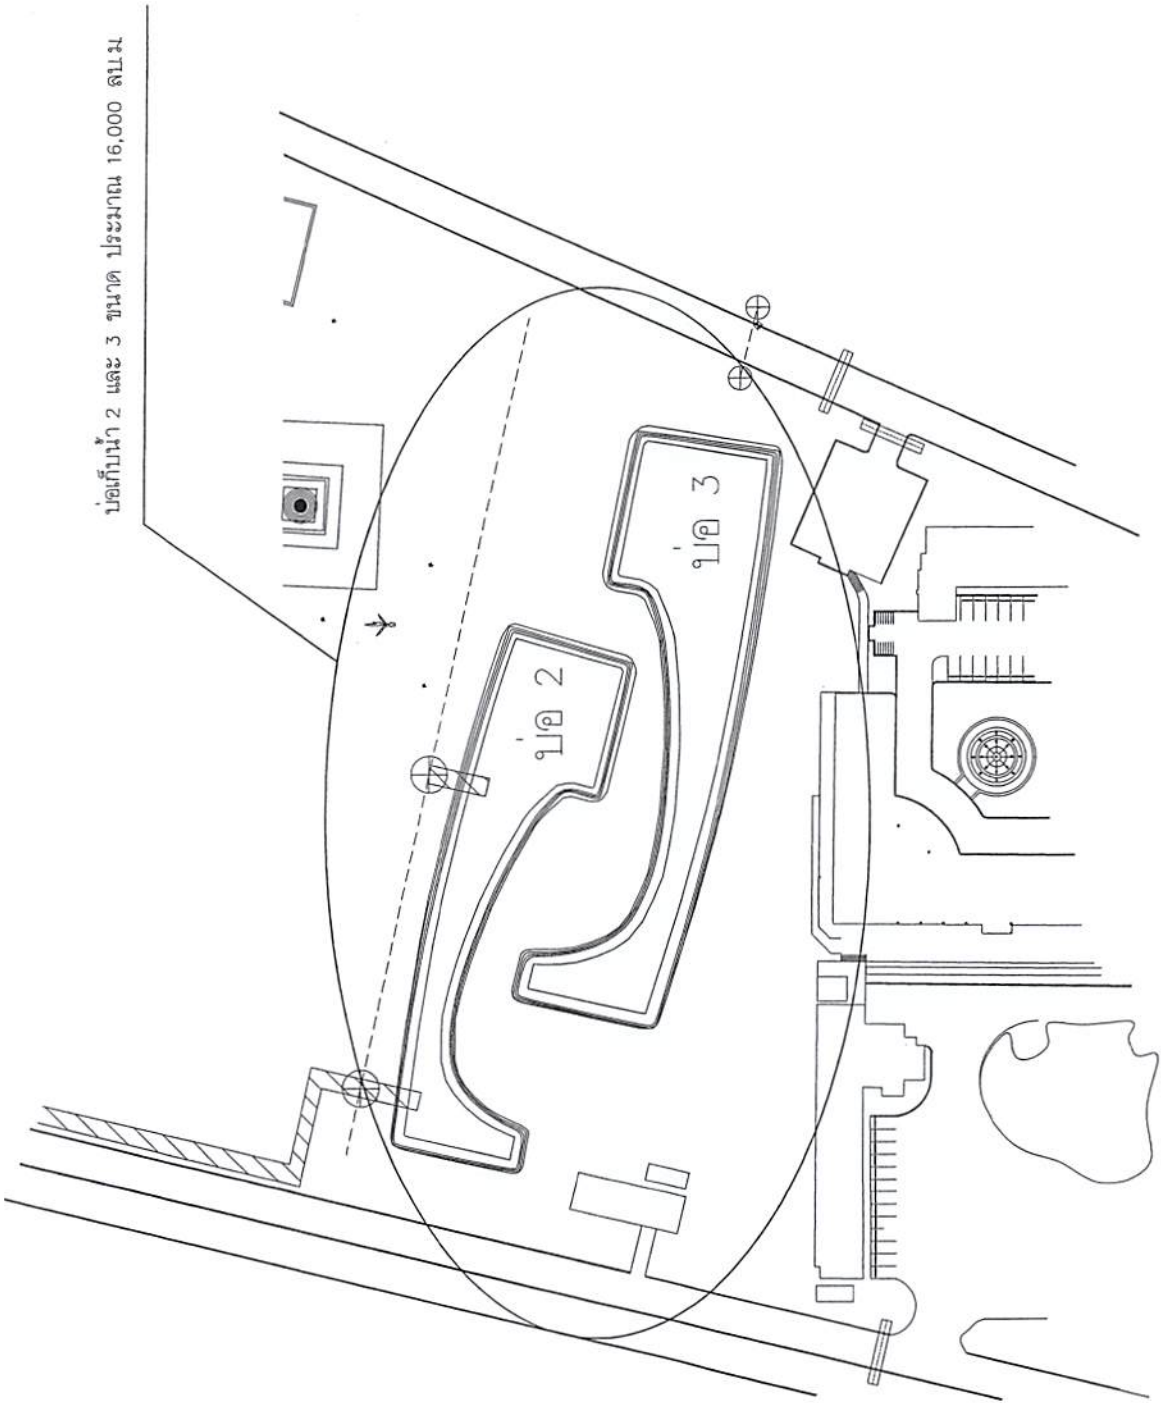 บ่อเก็บน้ำ 2 และ 3 ขนาด ประมาณ 16,000 ลบ.ม
บ่อ 3
บ่อ 2